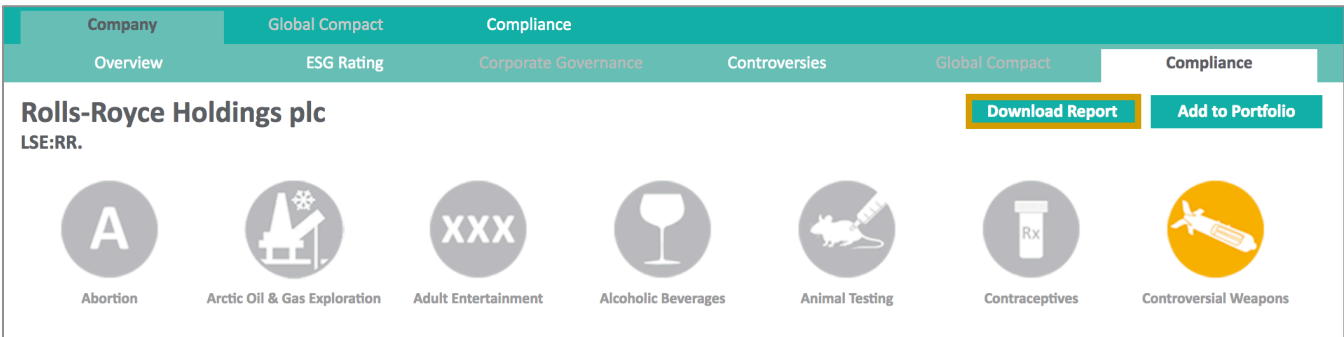 Company Global Compact Compliance
Overview ESG Rating Corporate Governance Controversies Global Compact Compliance
Rolls-Royce Holdings plc
Download Report Add to Portfolio
LSE:RR.
A XXX Rx
Abortion Arctic Oil & Gas Exploration Adult Entertainment Alcoholic Beverages Animal Testing Contraceptives Controversial Weapons